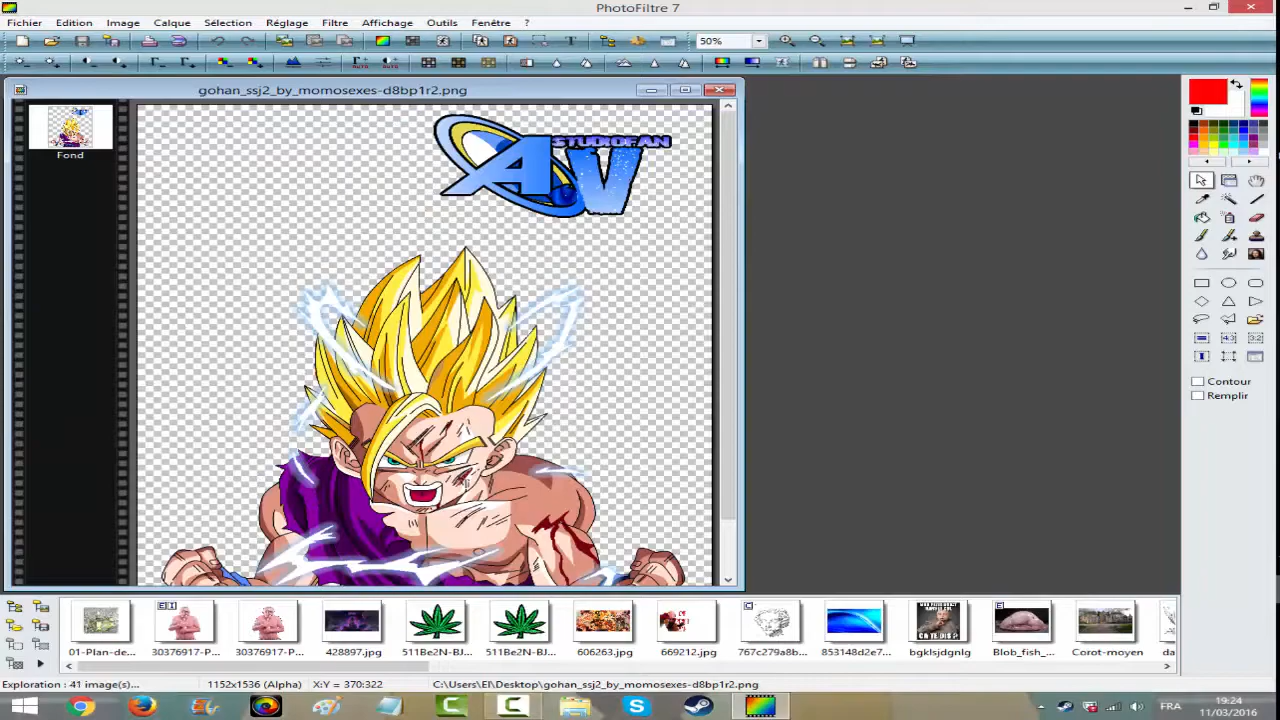 PhotoFiltre 7
Fichier Edition Image Calque Sélection Réglage Filtre Affichage Outils Fenêtre ?
50%
gohan_ssj2_by_momosexes-d8bp1r2.png
Fond
STUDIOFAN
AV
Contour
Remplir
01-Plan-de... 30376917-P... 30376917-P... 428897.jpg 511Be2N-BJ... 511Be2N-BJ... 606263.jpg 669212.jpg 767c279a8b... 853148d2e7... bgklsjdgnlg Blob_fish_... Corot-moyen
Exploration : 41 image(s)... 1152x1536 (Alpha) X:Y = 370:322 C:\Users\El\Desktop\gohan_ssj2_by_momosexes-d8bp1r2.png
FRA
19:24
11/03/2016